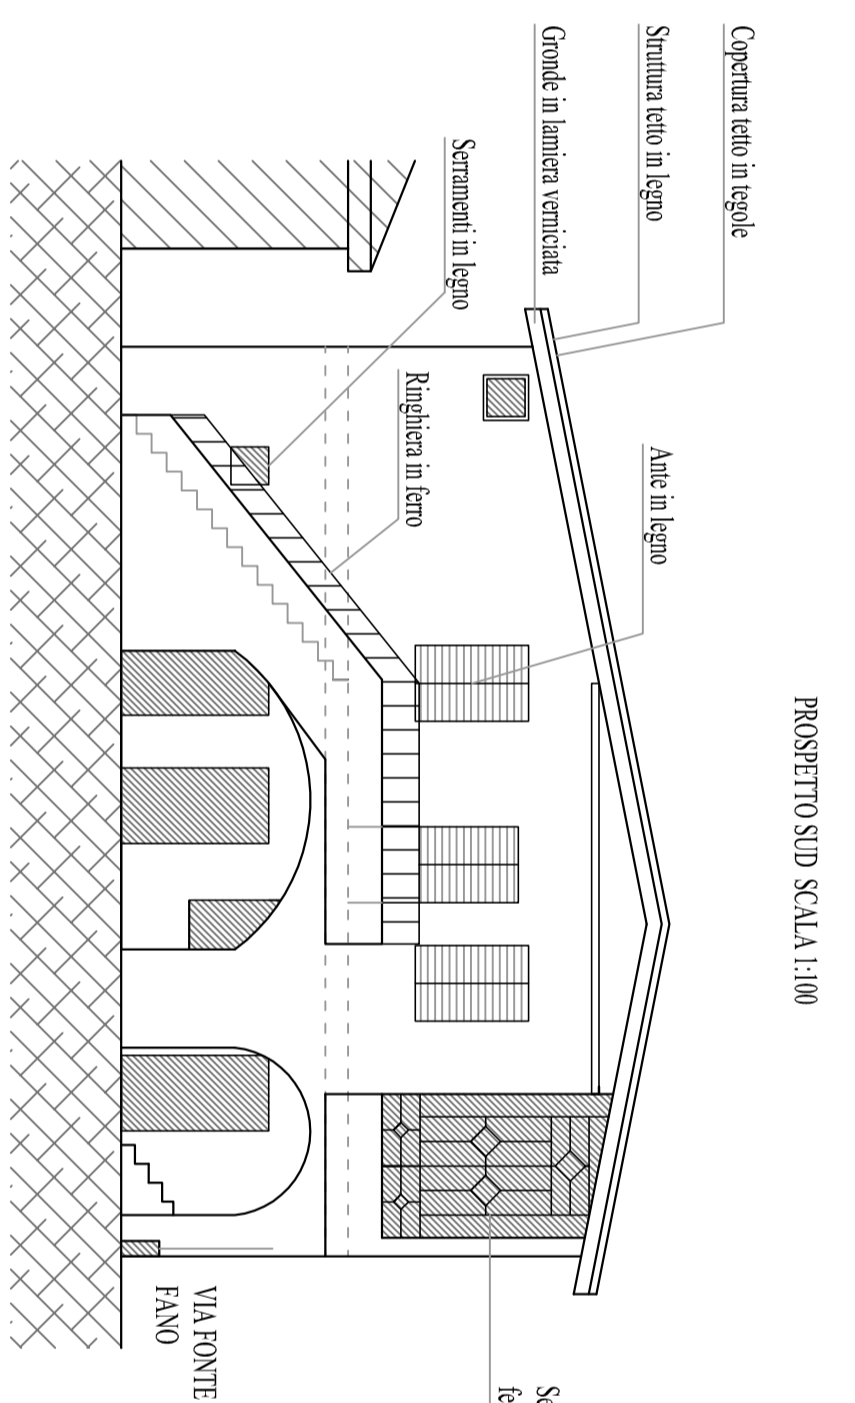 PROSPETTO SUD SCALA 1:100
Copertura tetto in tegole
Struttura tetto in legno
Gronde in lamiera verniciata
Serramenti in legno
Ringhiera in ferro
Ante in legno
VIA FONTE
FANO